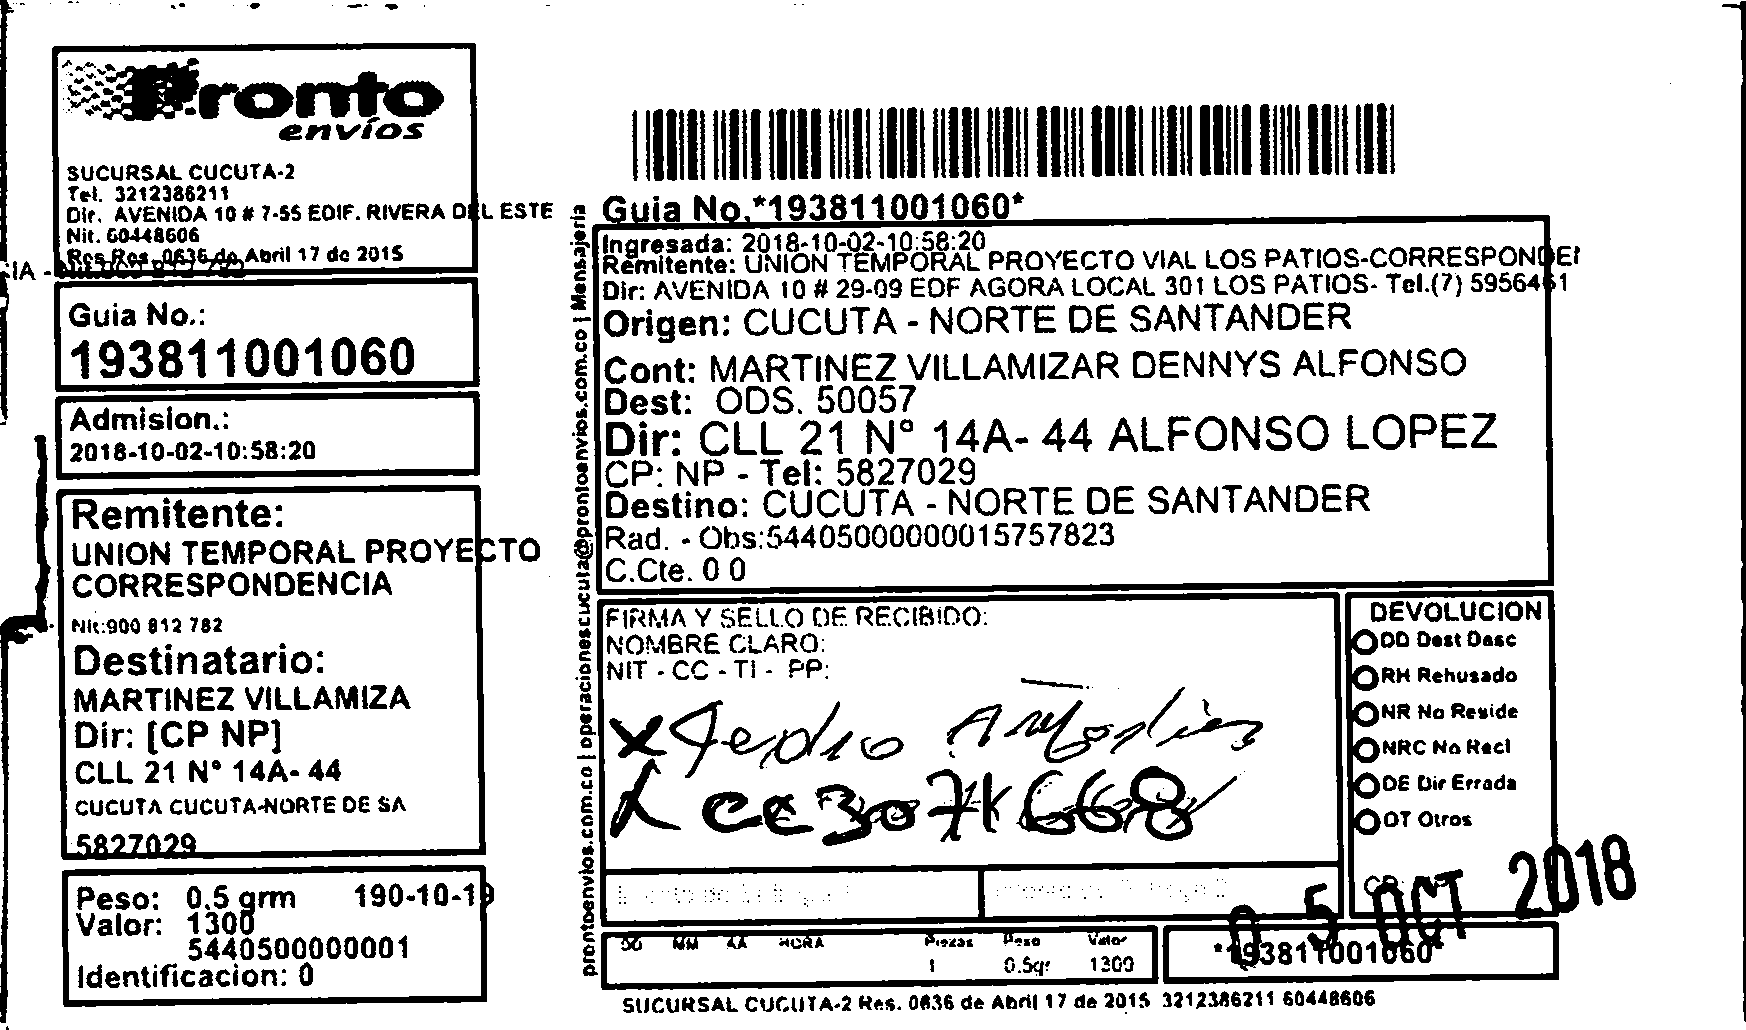 Pronto
envíos
SUCURSAL CUCUTA-2
Tel. 3212386211
Dir. AVENIDA 10 # 7-55 EDIF. RIVERA DEL ESTE
Nit. 60448606
Res Res. 0636 de Abril 17 de 2015
Guia No.:
193811001060
Admision.:
2018-10-02-10:58:20
Remitente:
UNION TEMPORAL PROYECTO
CORRESPONDENCIA
Nit:900 812 782
Destinatario:
MARTINEZ VILLAMIZA
Dir: [CP NP]
CLL 21 N° 14A- 44
CUCUTA CUCUTA-NORTE DE SA
5827029
Peso: 0.5 grm 190-10-19
Valor: 1300
5440500000001
Identificacion: 0
prontoenvios.com.co | operacionescucuta@prontoenvios.com.co | Mensajeria
Guia No.*193811001060*
Ingresada: 2018-10-02-10:58:20
Remitente: UNION TEMPORAL PROYECTO VIAL LOS PATIOS-CORRESPONDEN
Dir: AVENIDA 10 # 29-09 EDF AGORA LOCAL 301 LOS PATIOS- Tel.(7) 5956461
Origen: CUCUTA - NORTE DE SANTANDER
Cont: MARTINEZ VILLAMIZAR DENNYS ALFONSO
Dest: ODS. 50057
Dir: CLL 21 N° 14A- 44 ALFONSO LOPEZ
CP: NP - Tel: 5827029
Destino: CUCUTA - NORTE DE SANTANDER
Rad. - Obs:54405000000015757823
C.Cte. 0 0
FIRMA Y SELLO DE RECIBIDO:
NOMBRE CLARO:
NIT - CC - TI - PP:
x Pedro
DEVOLUCION
DD Dest Desc
RH Rehusado
NR No Reside
NRC No Recl
DE Dir Errada
OT Otros
05 OCT 2018
DD MM AA HORA Piezas Peso Valor
1 0.5gr 1300
*193811001060*
SUCURSAL CUCUTA-2 Res. 0636 de Abril 17 de 2015 3212386211 60448606